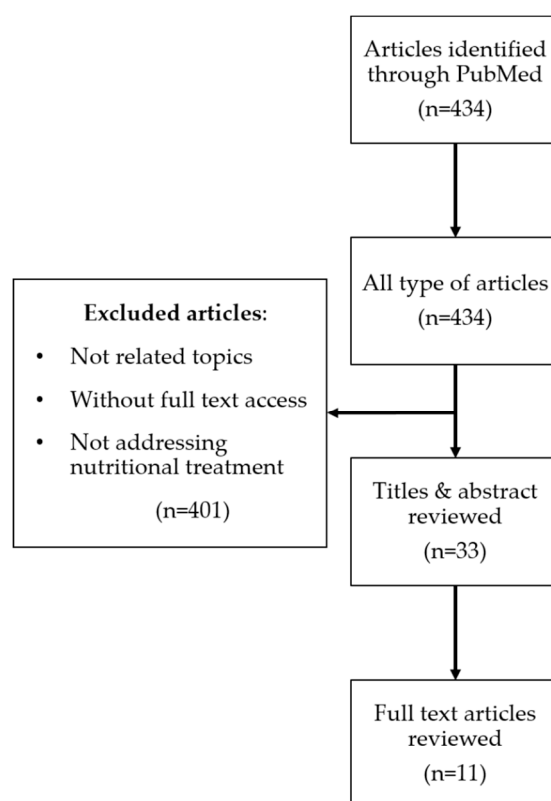 Articles identified
through PubMed
(n=434)
All type of articles
(n=434)
Excluded articles:
• Not related topics
• Without full text access
• Not addressing
nutritional treatment
(n=401)
Titles & abstract
reviewed
(n=33)
Full text articles
reviewed
(n=11)